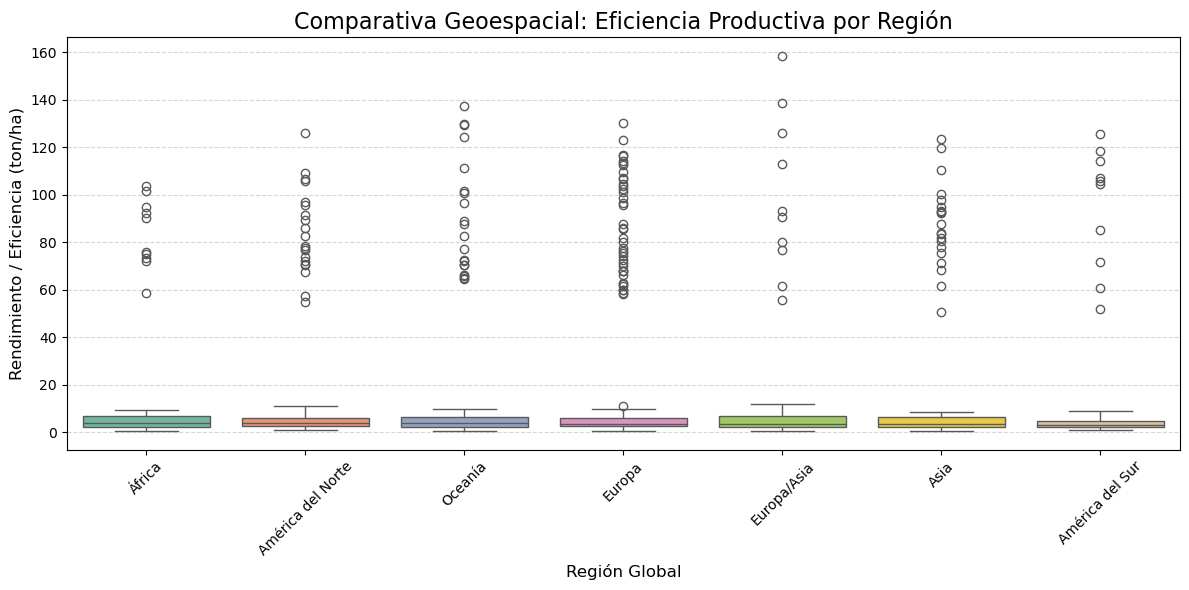 Comparativa Geoespacial: Eficiencia Productiva por Región
Rendimiento / Eficiencia (ton/ha)
160
140
120
100
80
60
40
20
0
África
América del Norte
Oceanía
Europa
Europa/Asia
Asia
América del Sur
Región Global